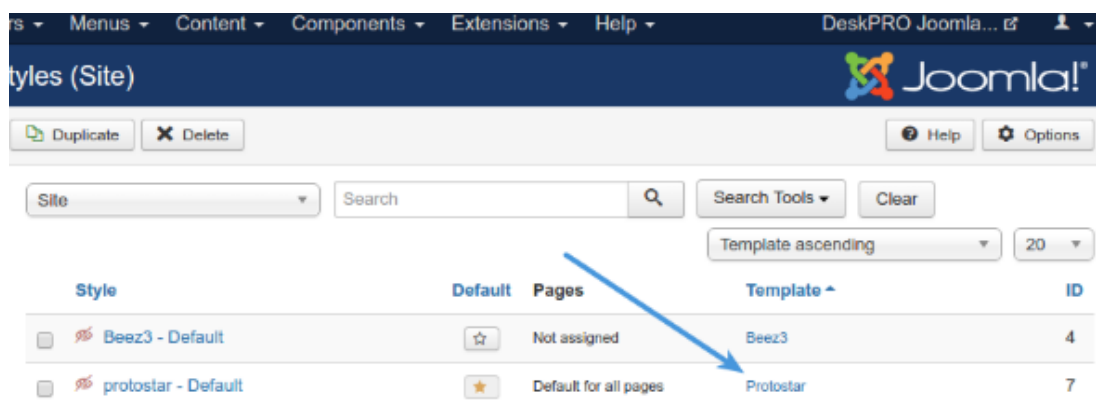 rs Menus Content Components Extensions Help DeskPRO Joomla...
tyles (Site) Joomla!®
Duplicate Delete Help Options
Site Search Search Tools Clear
Template ascending 20
Style Default Pages Template ID
Beez3 - Default Not assigned Beez3 4
protostar - Default Default for all pages Protostar 7